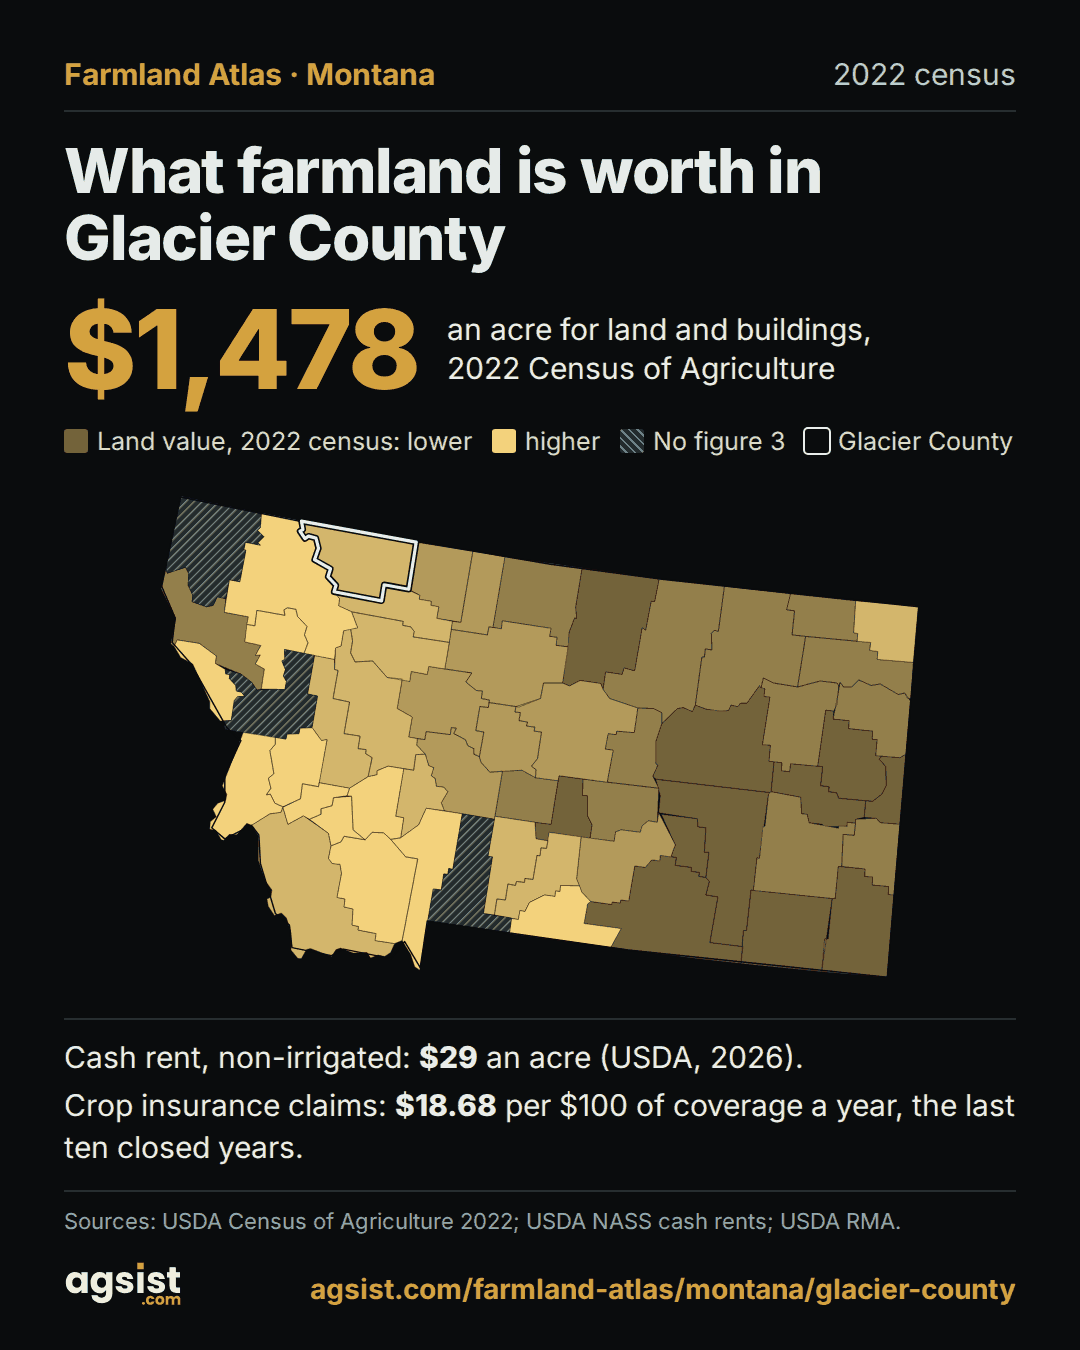 Farmland Atlas · Montana
2022 census
What farmland is worth in
Glacier County
$1,478
an acre for land and buildings,
2022 Census of Agriculture
Land value, 2022 census: lower
higher
No figure 3
Glacier County
Cash rent, non-irrigated: $29 an acre (USDA, 2026).
Crop insurance claims: $18.68 per $100 of coverage a year, the last
ten closed years.
Sources: USDA Census of Agriculture 2022; USDA NASS cash rents; USDA RMA.
agsist
.com
agsist.com/farmland-atlas/montana/glacier-county